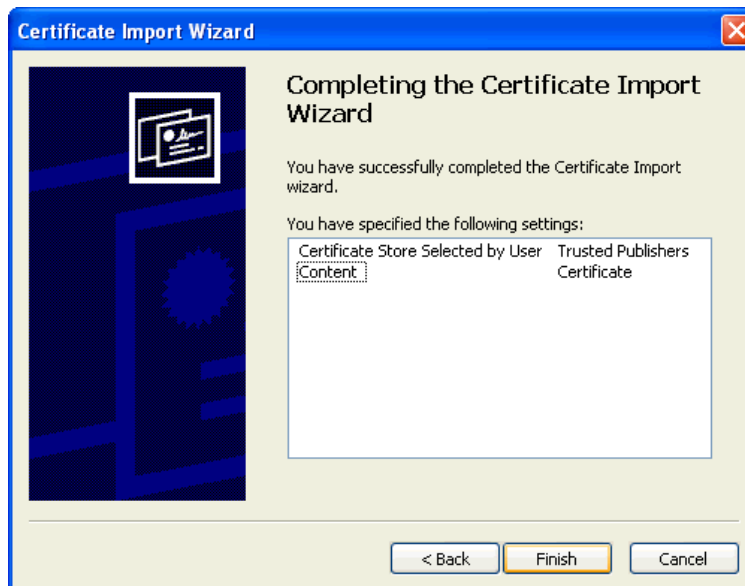 Certificate Import Wizard
Completing the Certificate Import
Wizard
You have successfully completed the Certificate Import
wizard.
You have specified the following settings:
Certificate Store Selected by User Trusted Publishers
Content Certificate
< Back Finish Cancel